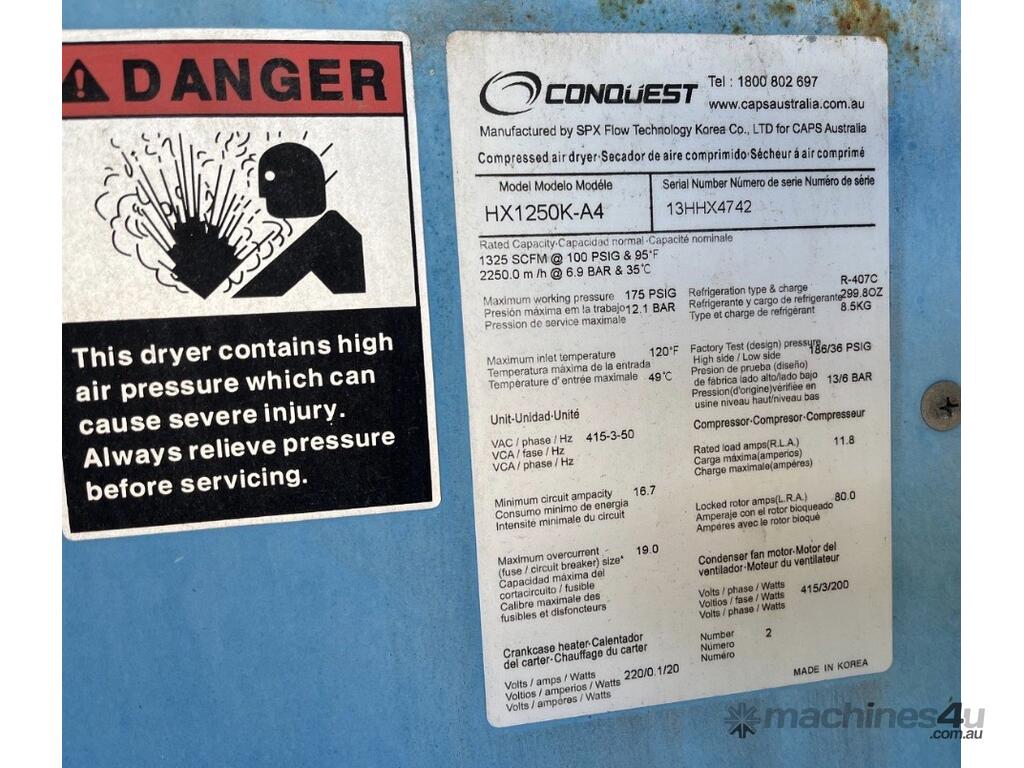 DANGER
This dryer contains high
air pressure which can
cause severe injury.
Always relieve pressure
before servicing.
CONQUEST
Tel : 1800 802 697
www.capsaustralia.com.au
Manufactured by SPX Flow Technology Korea Co., LTD for CAPS Australia
Compressed air dryer·Secador de aire comprimido·Sécheur á air comprimé
Model Modelo Modéle
HX1250K-A4
Serial Number Número de serie Numéro de série
13HHX4742
Rated Capacity·Capacidad normal·Capacité nominale
1325 SCFM @ 100 PSIG & 95°F
2250.0 m /h @ 6.9 BAR & 35℃
Maximum working pressure 175 PSIG
Presión máxima em la trabajo 12.1 BAR
Pression de service maximale
Refrigeration type & charge R-407C
Refrigerante y cargo de refrigerante 299.8OZ
Type et charge de refrigérant 8.5KG
Maximum inlet temperature 120°F
Temperatura máxima de la entrada
Température d'entrée maximale 49℃
Factory Test (design) pressure
High side / Low side 186/36 PSIG
Presion de prueba (diseño)
de fábrica lado alto/lado bajo 13/6 BAR
Pression(d'origine)vérifiée en
usine niveau haut/niveau bas
Unit·Unidad·Unité
VAC / phase / Hz 415-3-50
VCA / fase / Hz
VCA / phase / Hz
Compressor·Compresor·Compresseur
Rated load amps(R.L.A.) 11.8
Carga máxima(amperios)
Charge maximale(ampéres)
Minimum circuit ampacity 16.7
Consumo minimo de energia
Intensité minimale du circuit
Locked rotor amps(L.R.A.) 80.0
Amperaje con el rotor bloqueado
Amperes avec le rotor bloqué
Maximum overcurrent 19.0
(fuse / circuit breaker) size*
Capacidad máxima del
cortacircuito / fusible
Calibre maximale des
fusibles et disfoncteurs
Condenser fan motor·Motor del
ventilador·Moteur du ventilateur
Volts / phase / Watts 415/3/200
Voltios / fase / Watts
Volts / phase / Watts
Crankcase heater·Calentador
del carter·Chauffage du carter
Volts / amps / Watts 220/0.1/20
Voltios / amperios / Watts
Volts / ampéres / Watts
Number 2
Número
Numéro
MADE IN KOREA
machines4u
.com.au